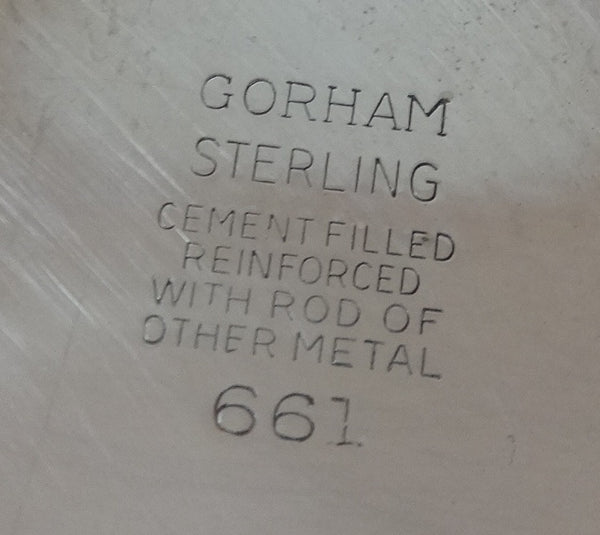 GORHAM
STERLING
CEMENT FILLED
REINFORCED
WITH ROD OF
OTHER METAL
661